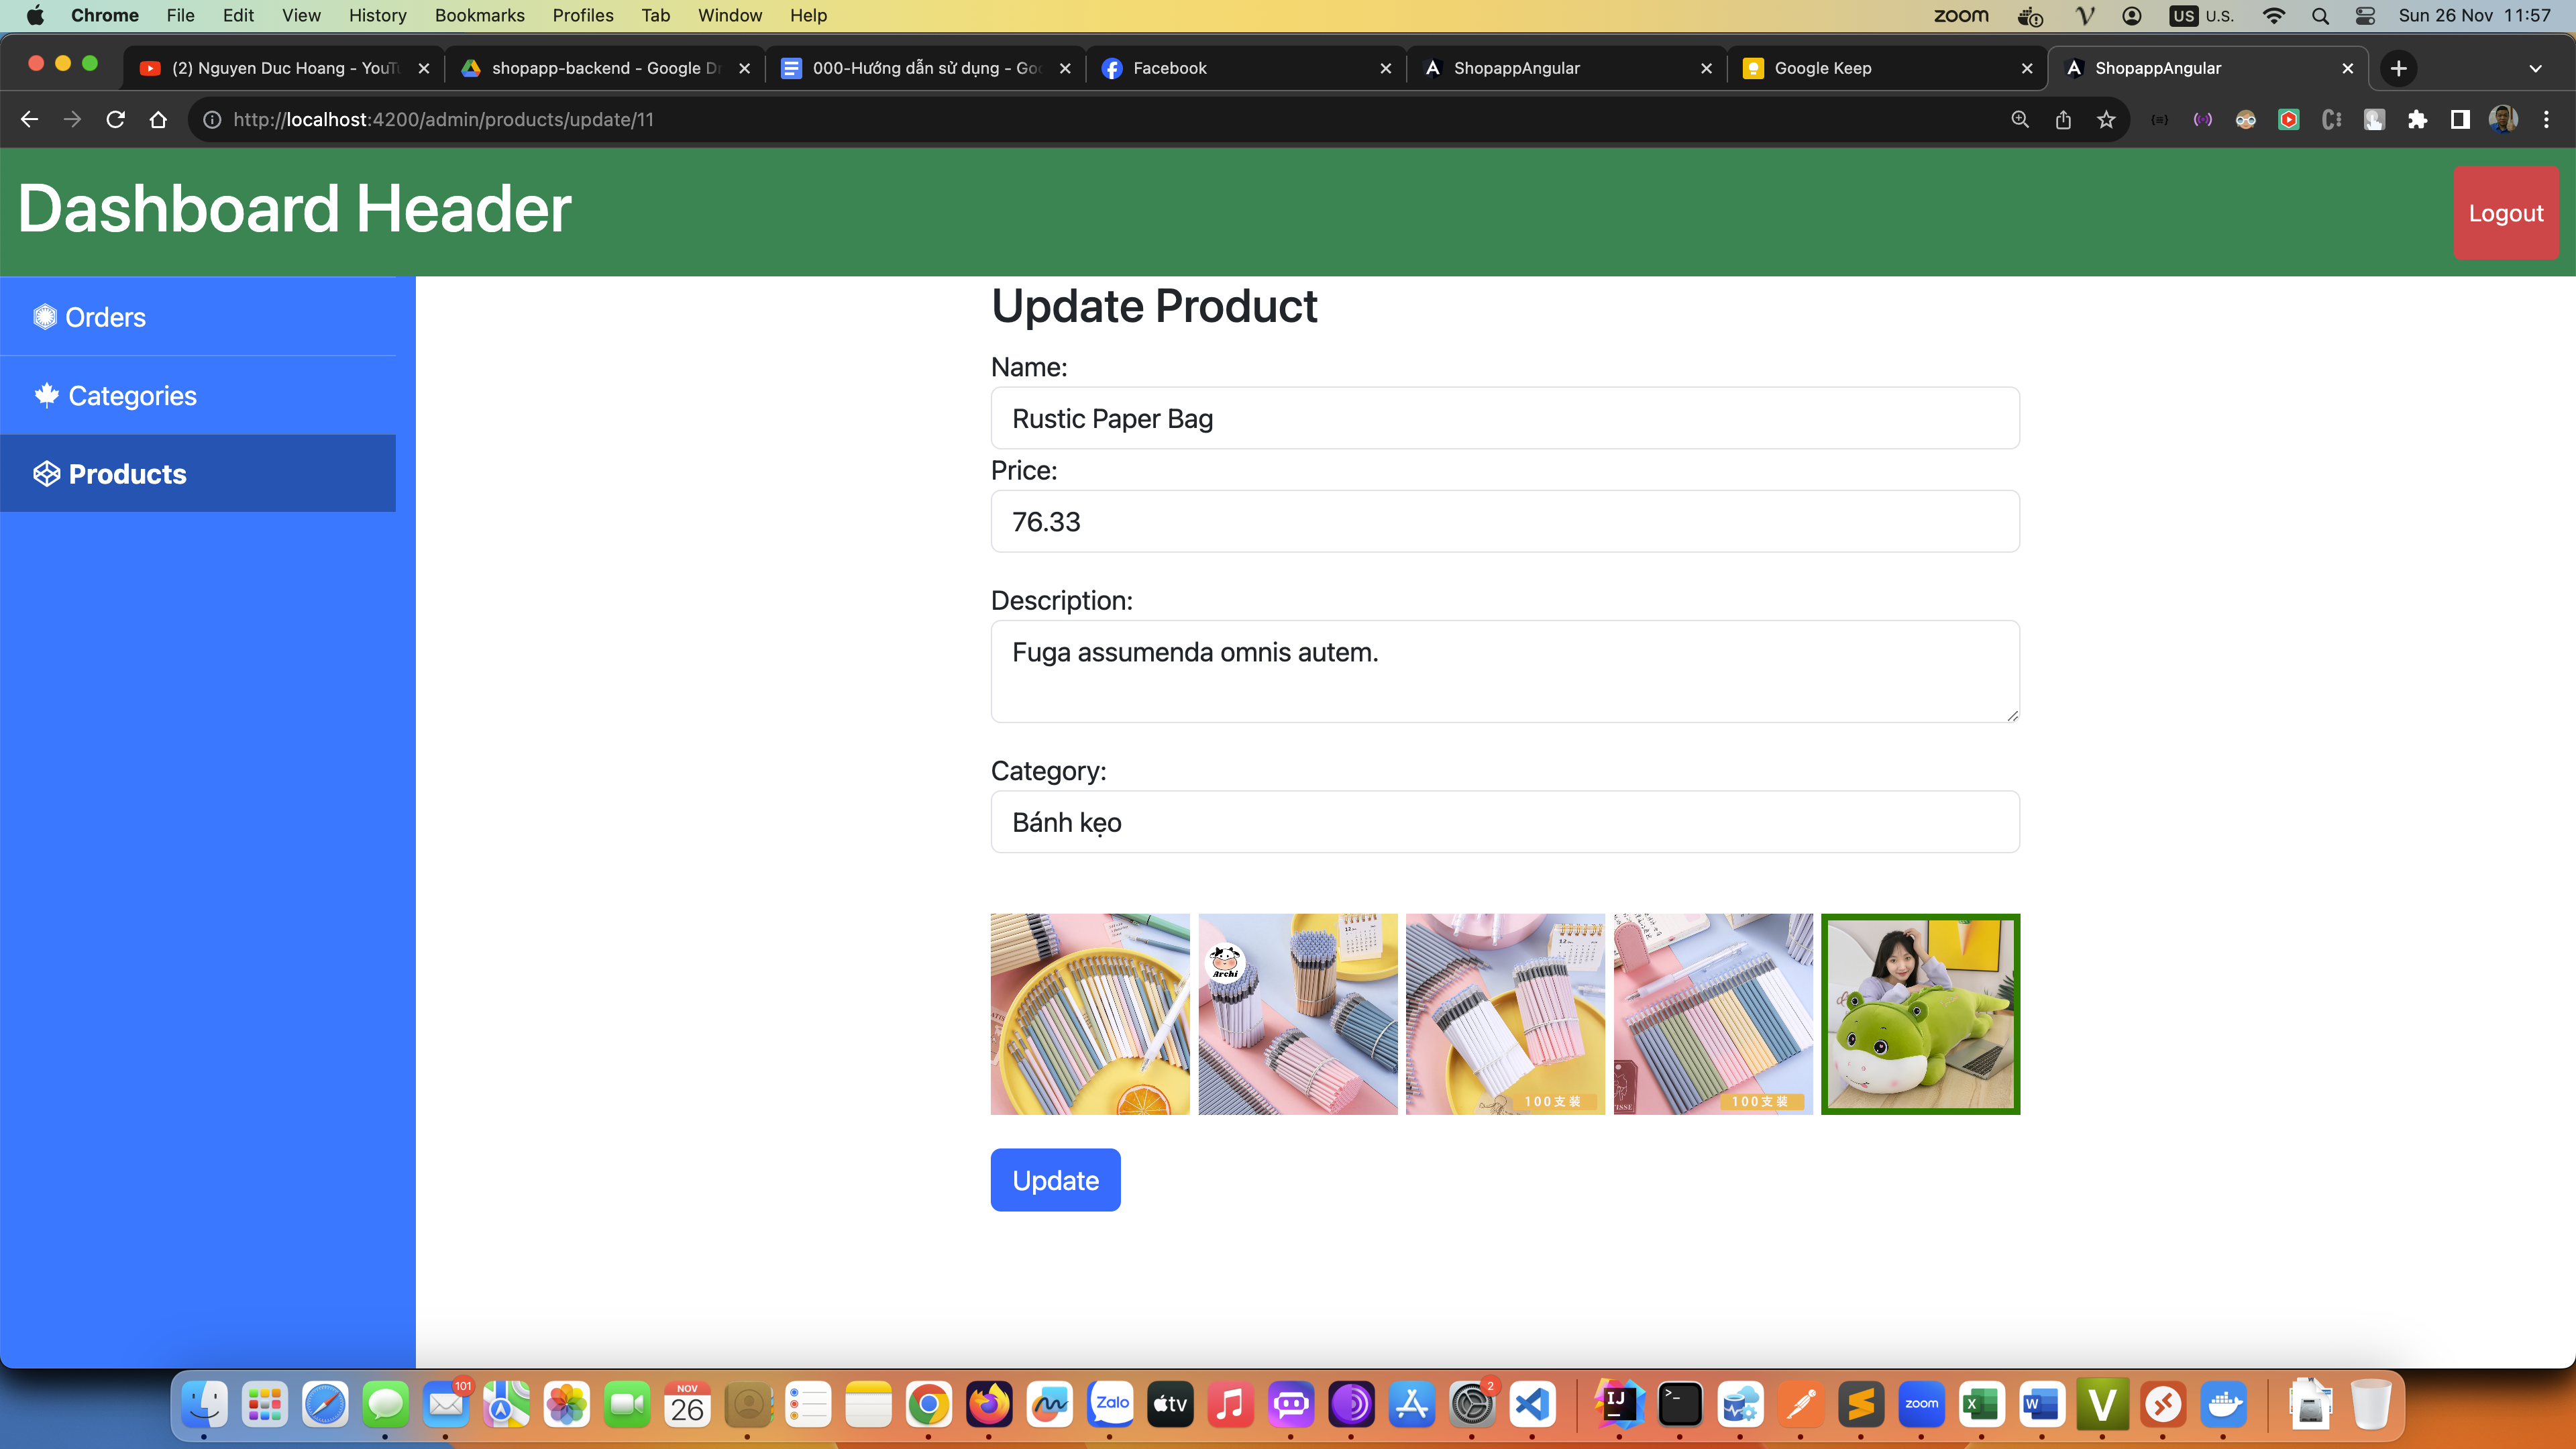 Chrome File Edit View History Bookmarks Profiles Tab Window Help zoom US U.S. Sun 26 Nov 11:57
(2) Nguyen Duc Hoang - YouTu shopapp-backend - Google Dr 000-Hướng dẫn sử dụng - Goo Facebook ShopappAngular Google Keep ShopappAngular
http://localhost:4200/admin/products/update/11
Dashboard Header
Logout
Orders
Categories
Products
Update Product
Name:
Rustic Paper Bag
Price:
76.33
Description:
Fuga assumenda omnis autem.
Category:
Bánh kẹo
Archi
100支装
100支装
Update
101
NOV
26
Zalo
tv
2
IJ
zoom
X
W
V